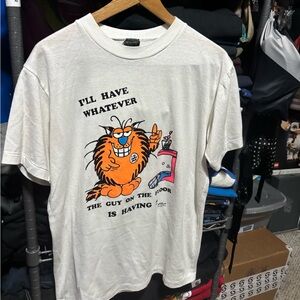 I'LL HAVE
WHATEVER
THE GUY ON THE FLOOR
IS HAVING